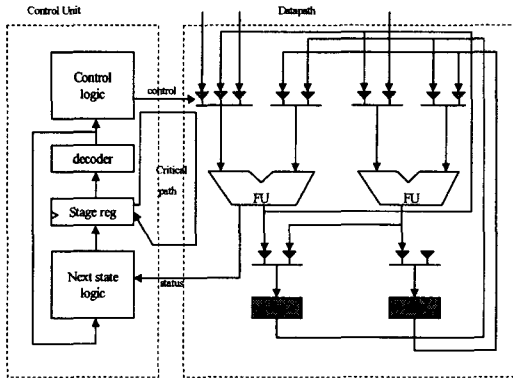 Control Unit
Datapath
Control
logic
control
decoder
Critical
path
Stage reg
FU
FU
Next state
logic
status